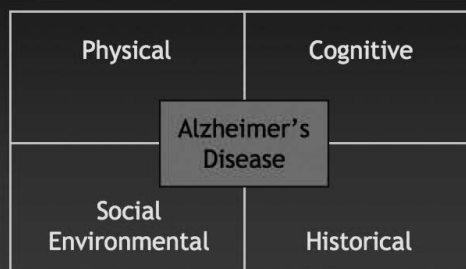 Physical
Cognitive
Alzheimer's
Disease
Social
Environmental
Historical